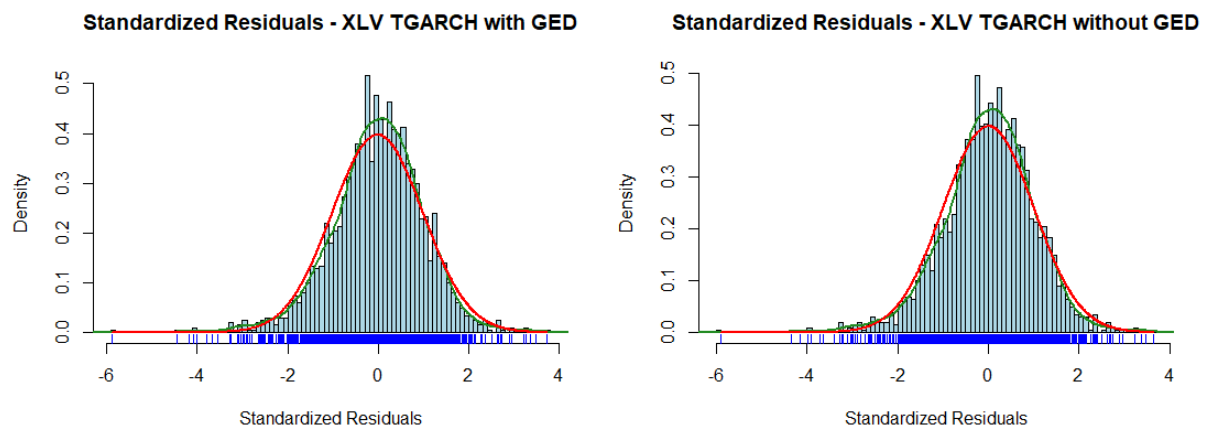 Standardized Residuals - XLV TGARCH with GED
Density
0.0 0.1 0.2 0.3 0.4 0.5
-6 -4 -2 0 2 4
Standardized Residuals
Standardized Residuals - XLV TGARCH without GED
Density
0.0 0.1 0.2 0.3 0.4 0.5
-6 -4 -2 0 2 4
Standardized Residuals